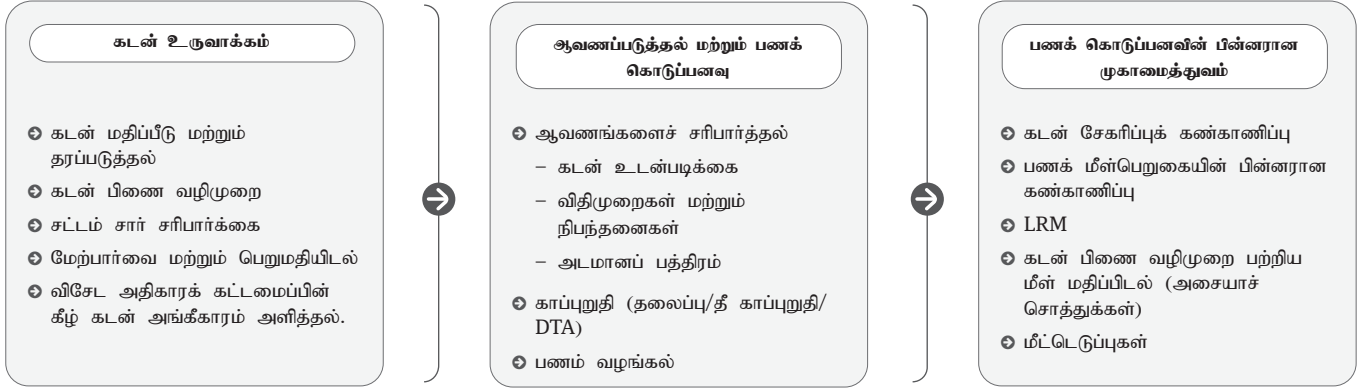 கடன் உருவாக்கம்
கடன் மதிப்பீடு மற்றும்
தரப்படுத்தல்
கடன் பிணை வழிமுறை
சட்டம் சார் சரிபார்க்கை
மேற்பார்வை மற்றும் பெறுமதியிடல்
விசேட அதிகாரக் கட்டமைப்பின்
கீழ் கடன் அங்கீகாரம் அளித்தல்.
ஆவணப்படுத்தல் மற்றும் பணக்
கொடுப்பனவு
ஆவணங்களைச் சரிபார்த்தல்
– கடன் உடன்படிக்கை
– விதிமுறைகள் மற்றும்
நிபந்தனைகள்
– அடமானப் பத்திரம்
காப்புறுதி (தலைப்பு/தீ காப்புறுதி/
DTA)
பணம் வழங்கல்
பணக் கொடுப்பனவின் பின்னரான
முகாமைத்துவம்
கடன் சேகரிப்புக் கண்காணிப்பு
பணக் மீள்பெறுகையின் பின்னரான
கண்காணிப்பு
LRM
கடன் பிணை வழிமுறை பற்றிய
மீள் மதிப்பிடல் (அசையாச்
சொத்துக்கள்)
மீட்டெடுப்புகள்